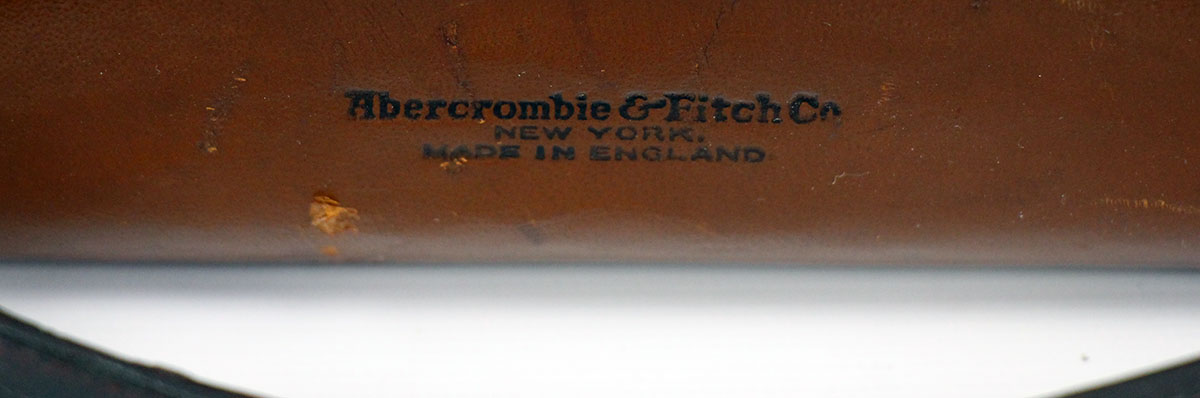 Abercrombie & Fitch Co
NEW YORK.
MADE IN ENGLAND